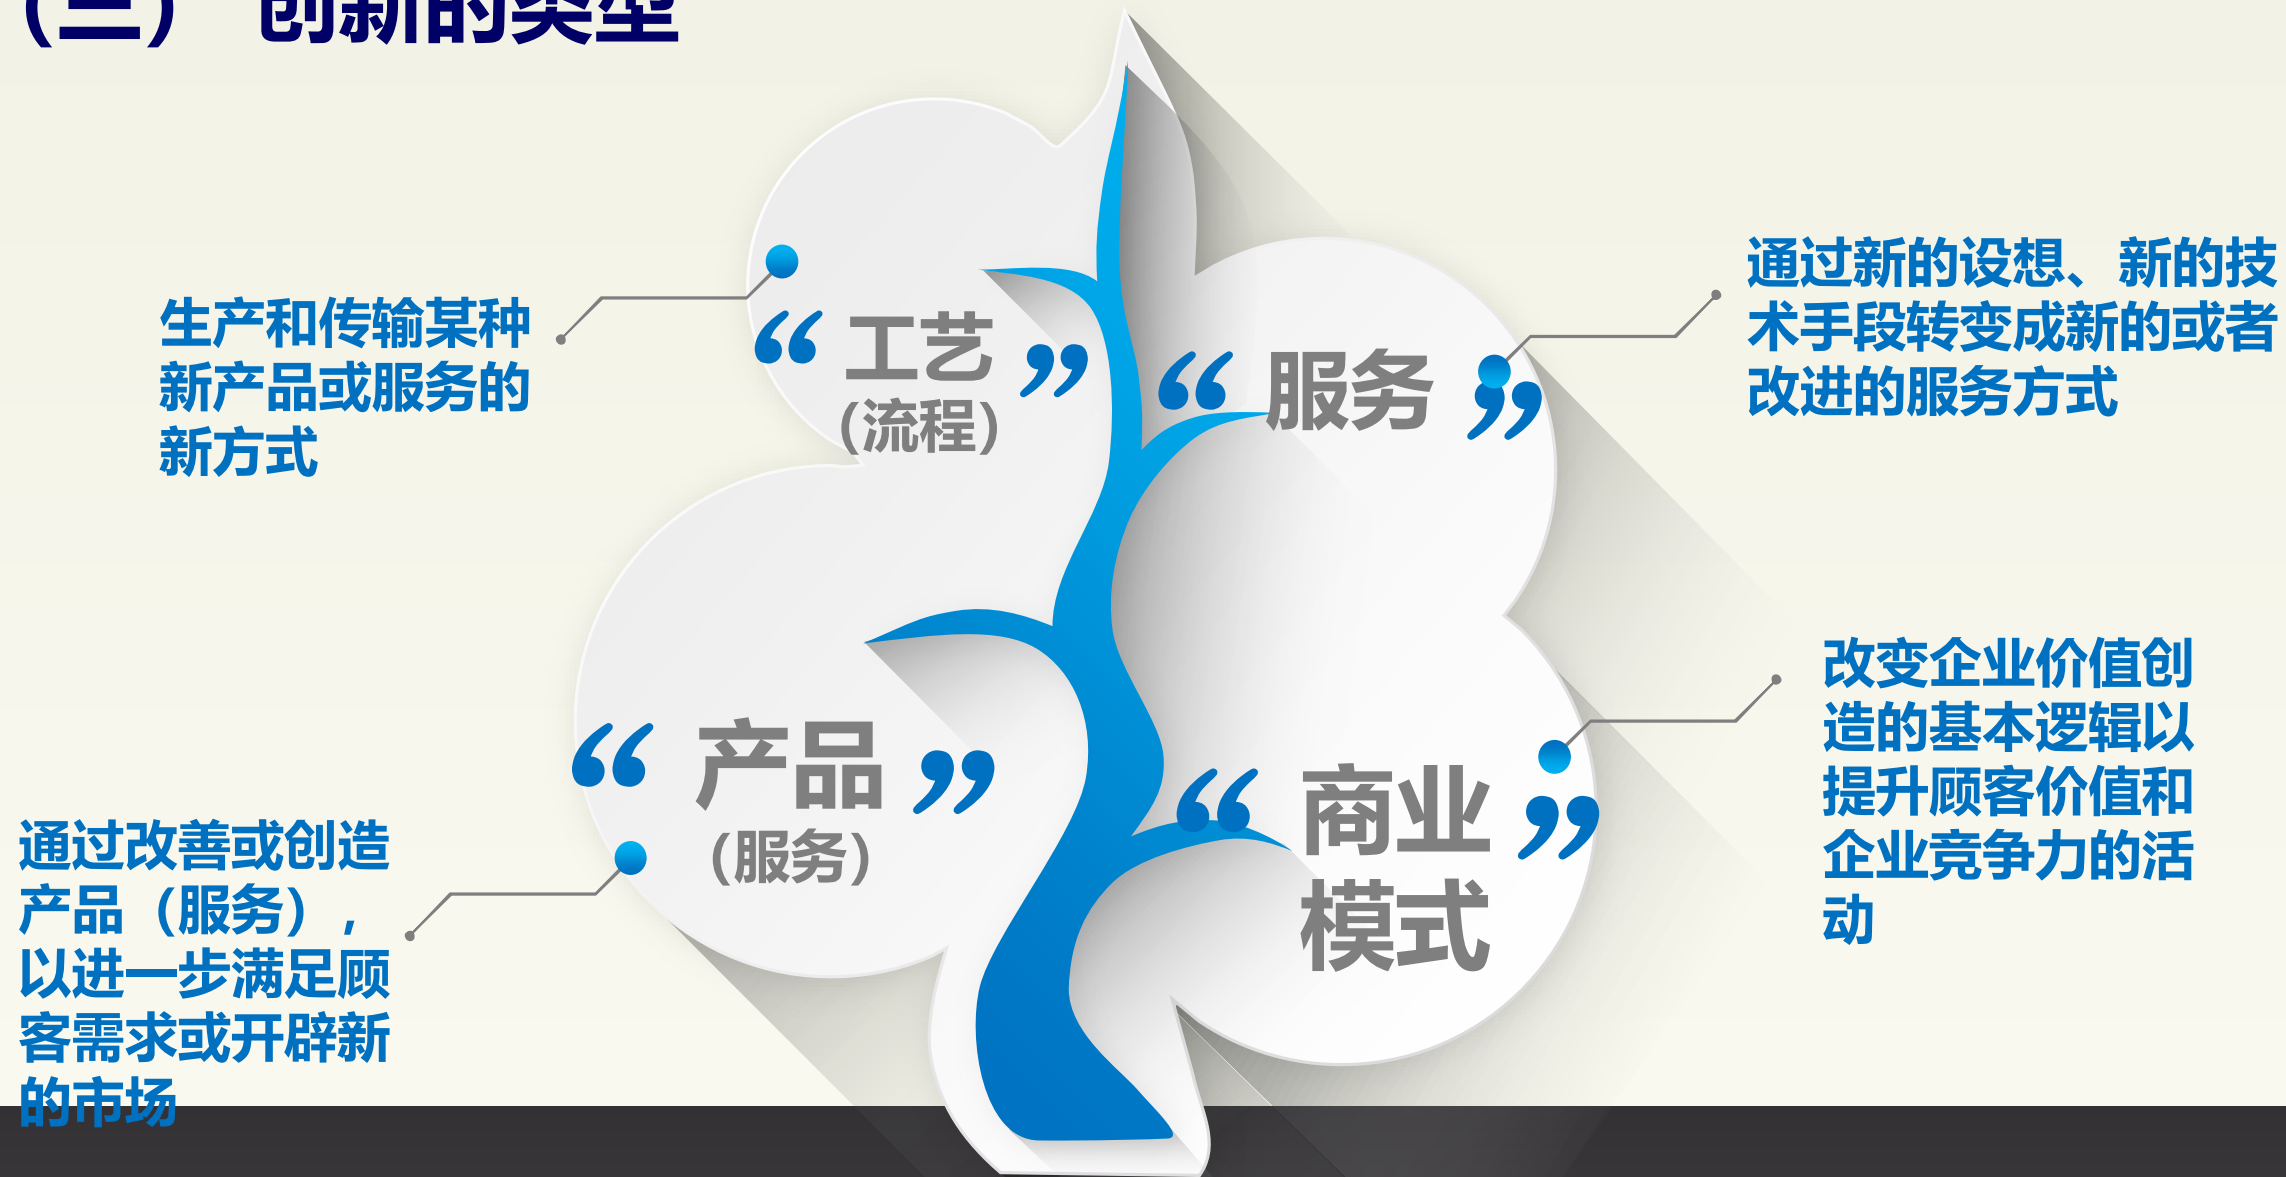 （三） 创新的类型
生产和传输某种
新产品或服务的
新方式
“ 工艺 ”
（流程）
“ 服务 ”
通过新的设想、新的技
术手段转变成新的或者
改进的服务方式
“ 产品 ”
（服务）
通过改善或创造
产品（服务），
以进一步满足顾
客需求或开辟新
的市场
“ 商业 ”
模式
改变企业价值创
造的基本逻辑以
提升顾客价值和
企业竞争力的活
动